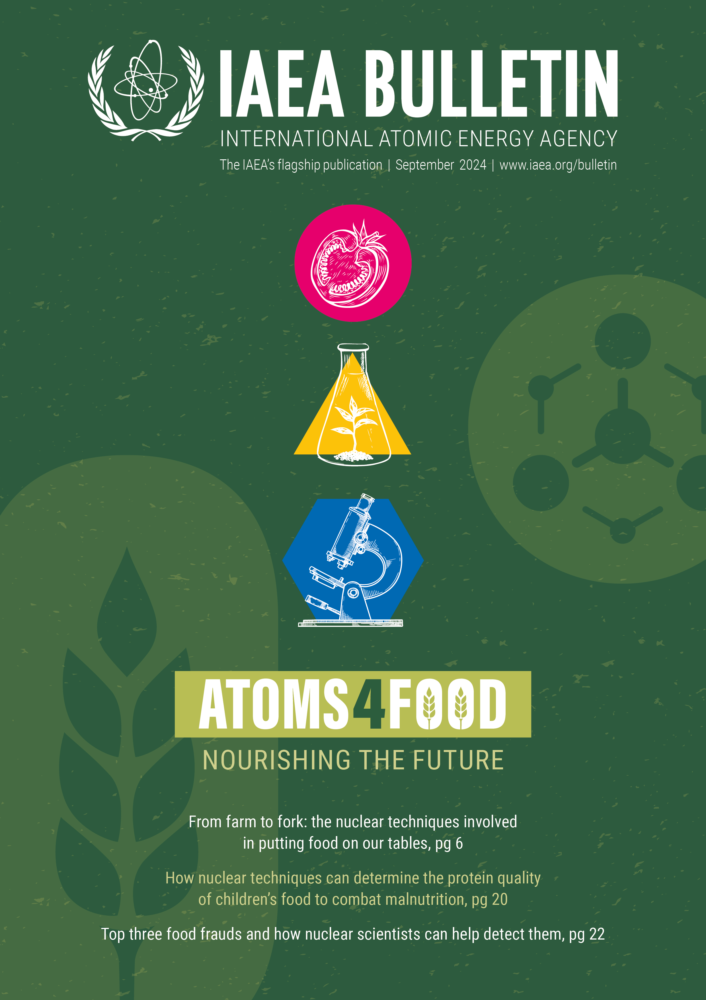 IAEA BULLETIN
INTERNATIONAL ATOMIC ENERGY AGENCY
The IAEA’s flagship publication | September 2024 | www.iaea.org/bulletin
ATOMS4FOOD
NOURISHING THE FUTURE
From farm to fork: the nuclear techniques involved
in putting food on our tables, pg 6
How nuclear techniques can determine the protein quality
of children’s food to combat malnutrition, pg 20
Top three food frauds and how nuclear scientists can help detect them, pg 22